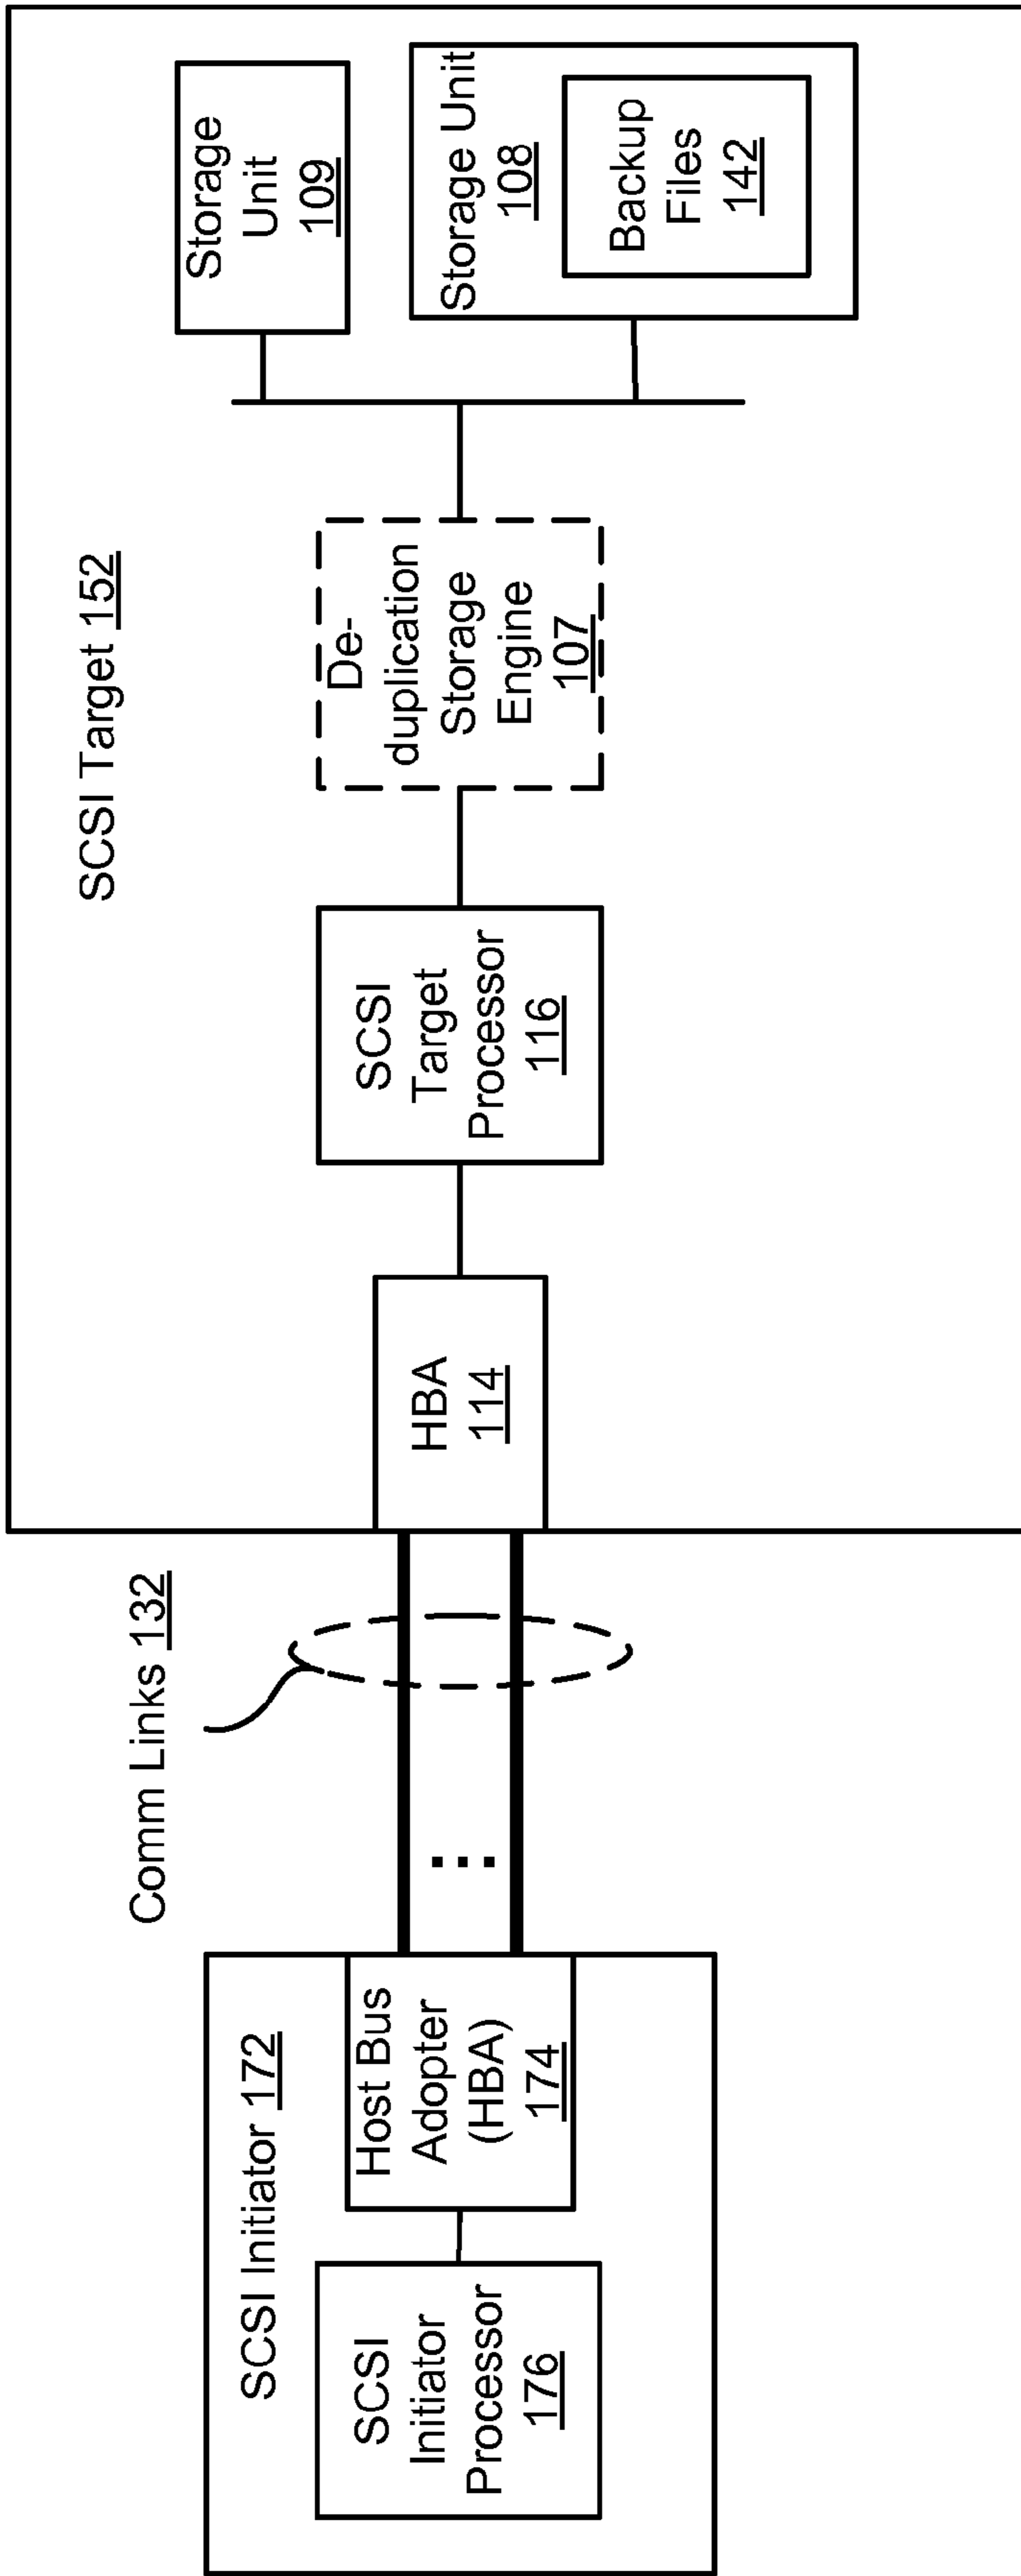 SCSI Initiator 172
SCSI
Initiator
Processor
176
Host Bus
Adopter
(HBA)
174
Comm Links 132
...
SCSI Target 152
HBA
114
SCSI
Target
Processor
116
De-
duplication
Storage
Engine
107
Storage
Unit
109
Storage Unit
108
Backup
Files
142